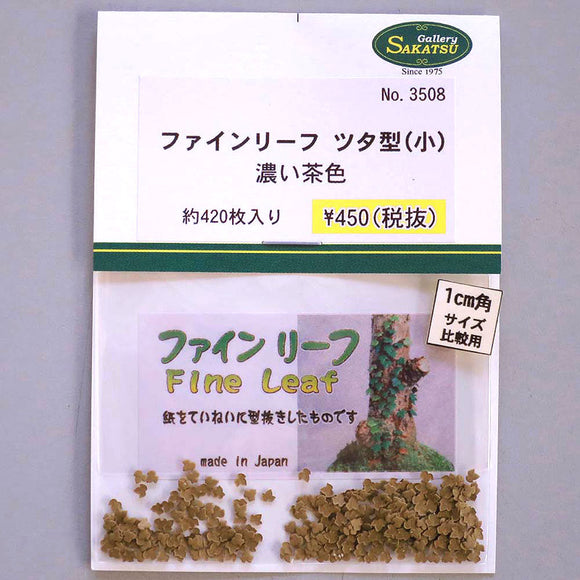 Gallery
SAKATSU
Since 1975
No. 3508
ファインリーフ ツタ型(小)
濃い茶色
約420枚入り ¥450(税抜)
1cm角
サイズ
比較用
ファイン リーフ
Fine Leaf
紙をていねいに型抜きしたものです
made in Japan